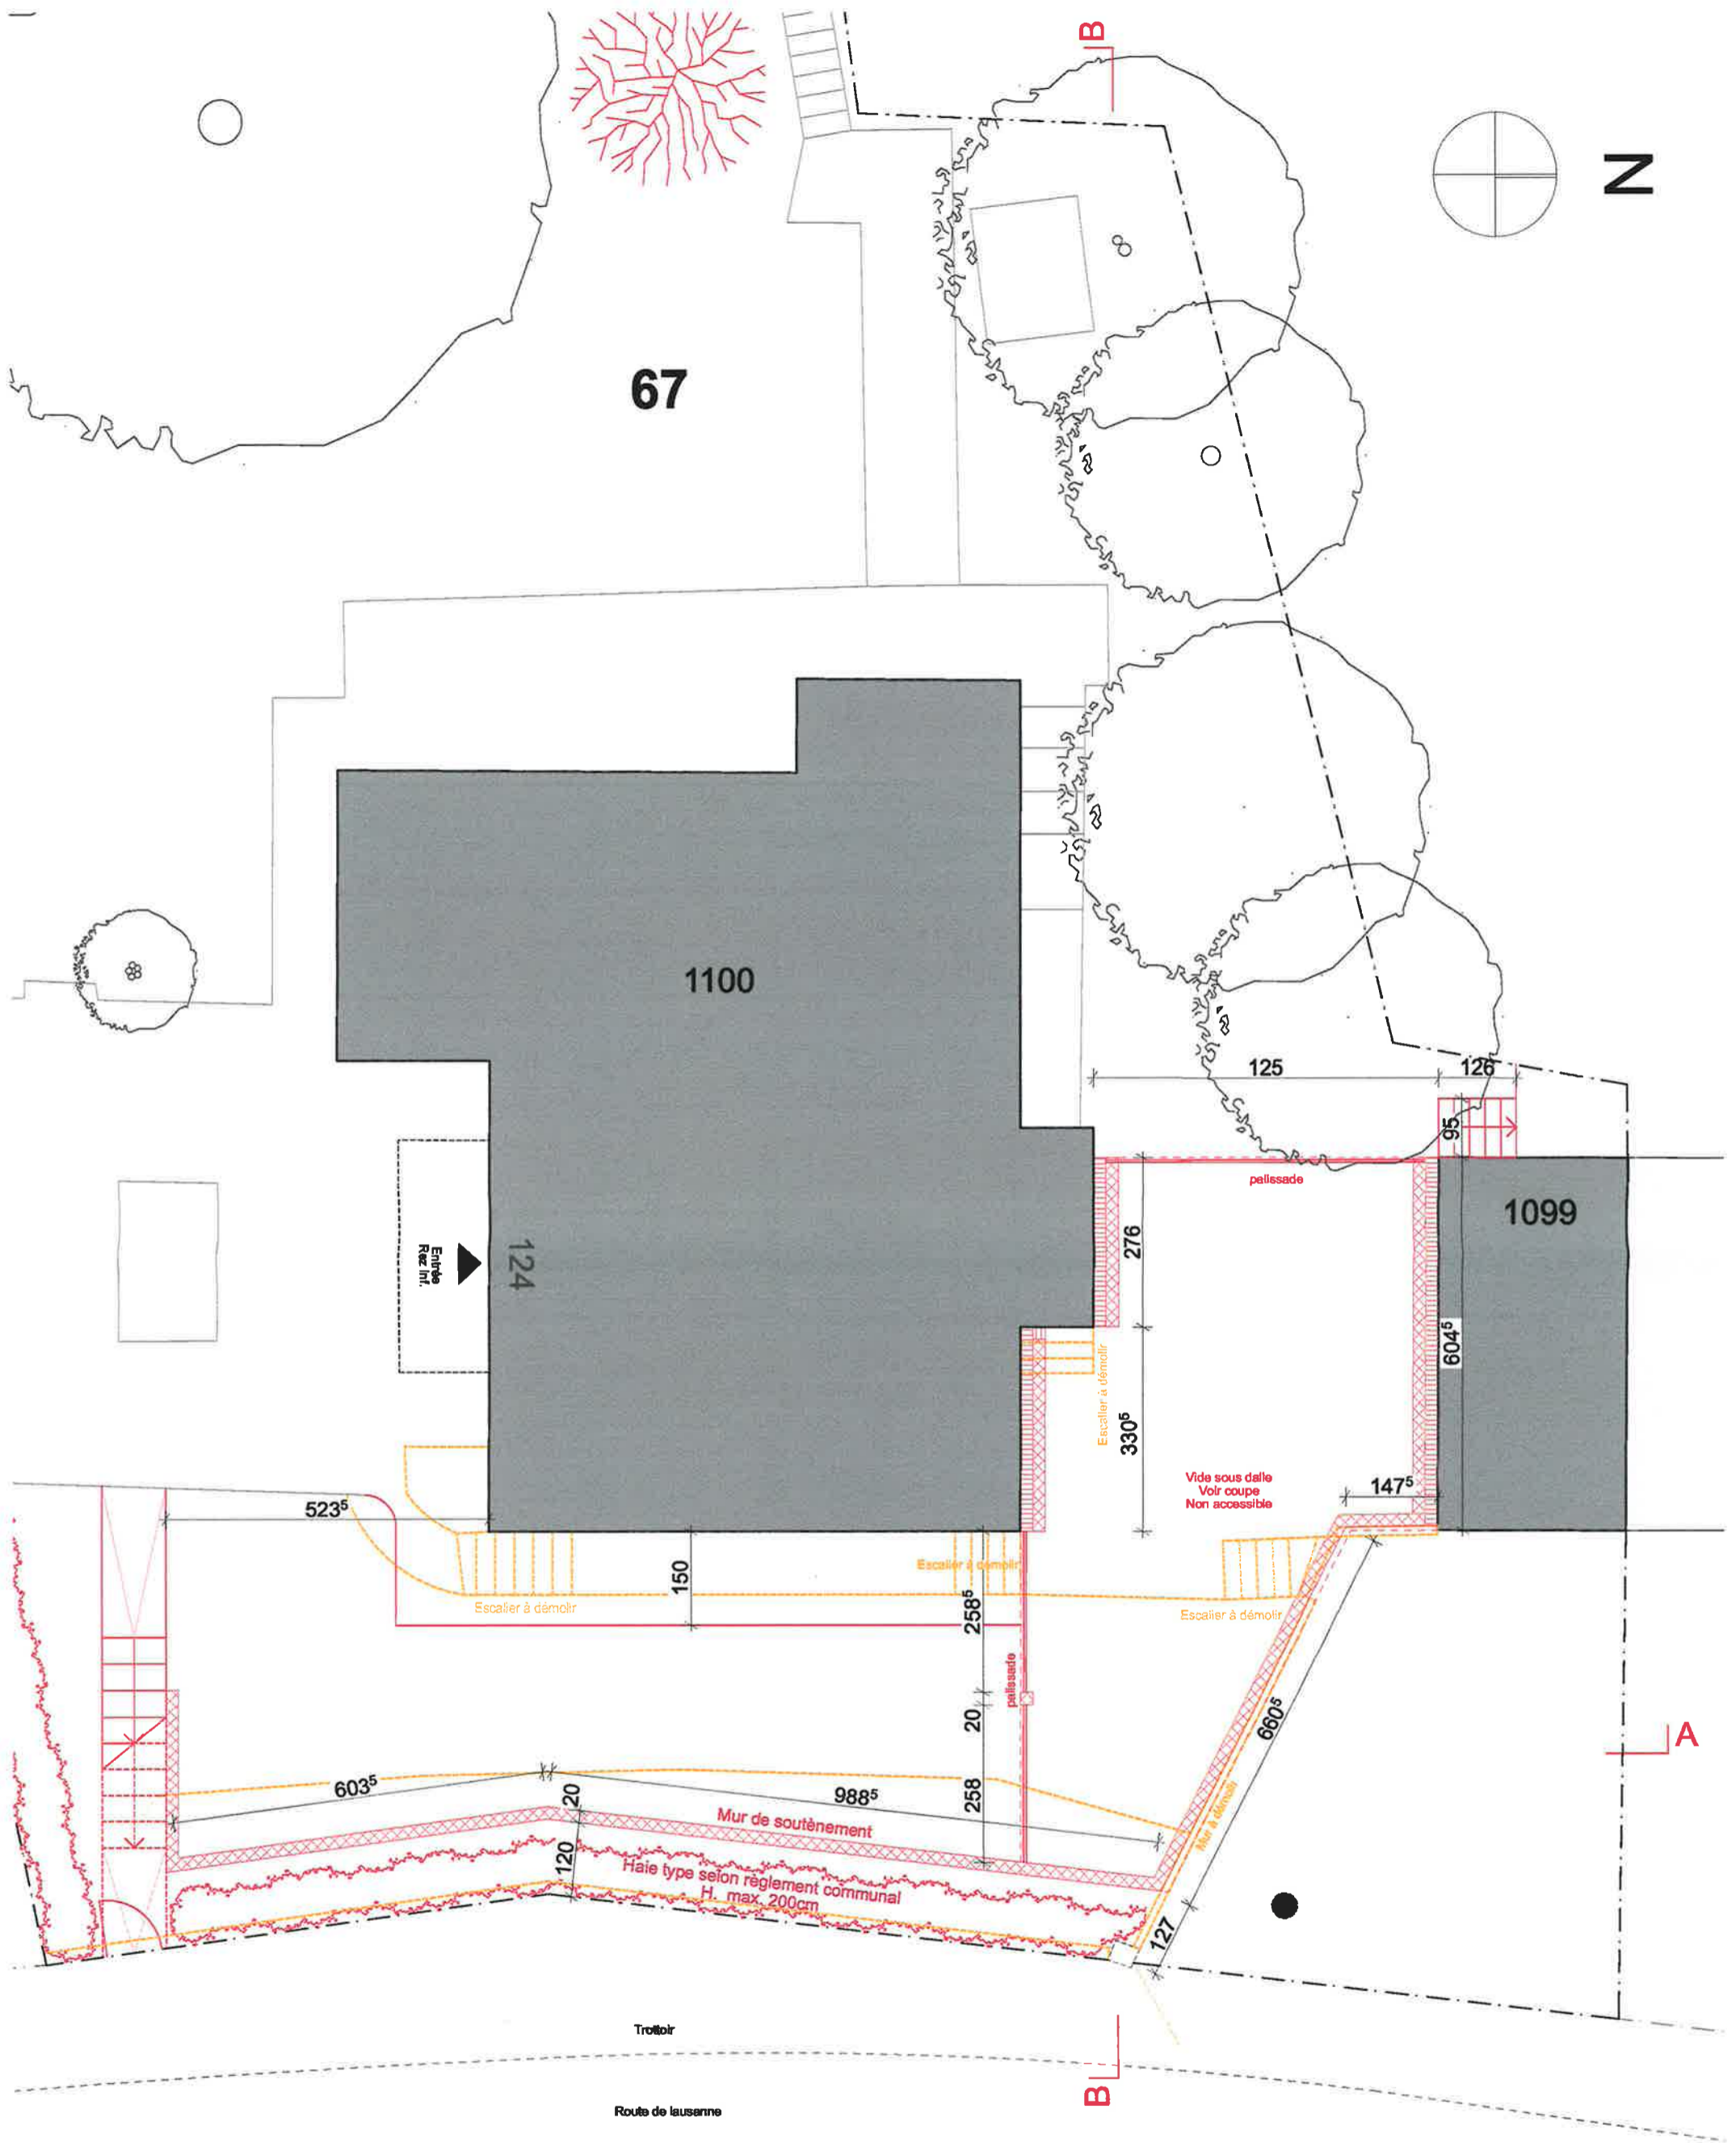 B
N
67
1100
125
126
95
palissade
1099
276
124
Entrée
Rez Inf.
604⁵
Escalier à démolir
330⁵
Vide sous dalle
Voir coupe
Non accessible
147⁵
523⁵
150
Escalier à démolir
258⁵
Escalier à démolir
Escalier à démolir
palissade
20
660⁵
A
603⁵
20
988⁵
258
Mur de soutènement
Mur à démolir
120
Haie type selon règlement communal
H. max. 200cm
127
Trottoir
B
Route de lausanne